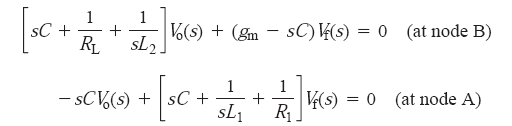 [sC + 1/R_L + 1/sL_2] V_o(s) + (g_m − sC) V_f(s) = 0 (at node B)
− sCV_o(s) + [sC + 1/sL_1 + 1/R_1] V_f(s) = 0 (at node A)